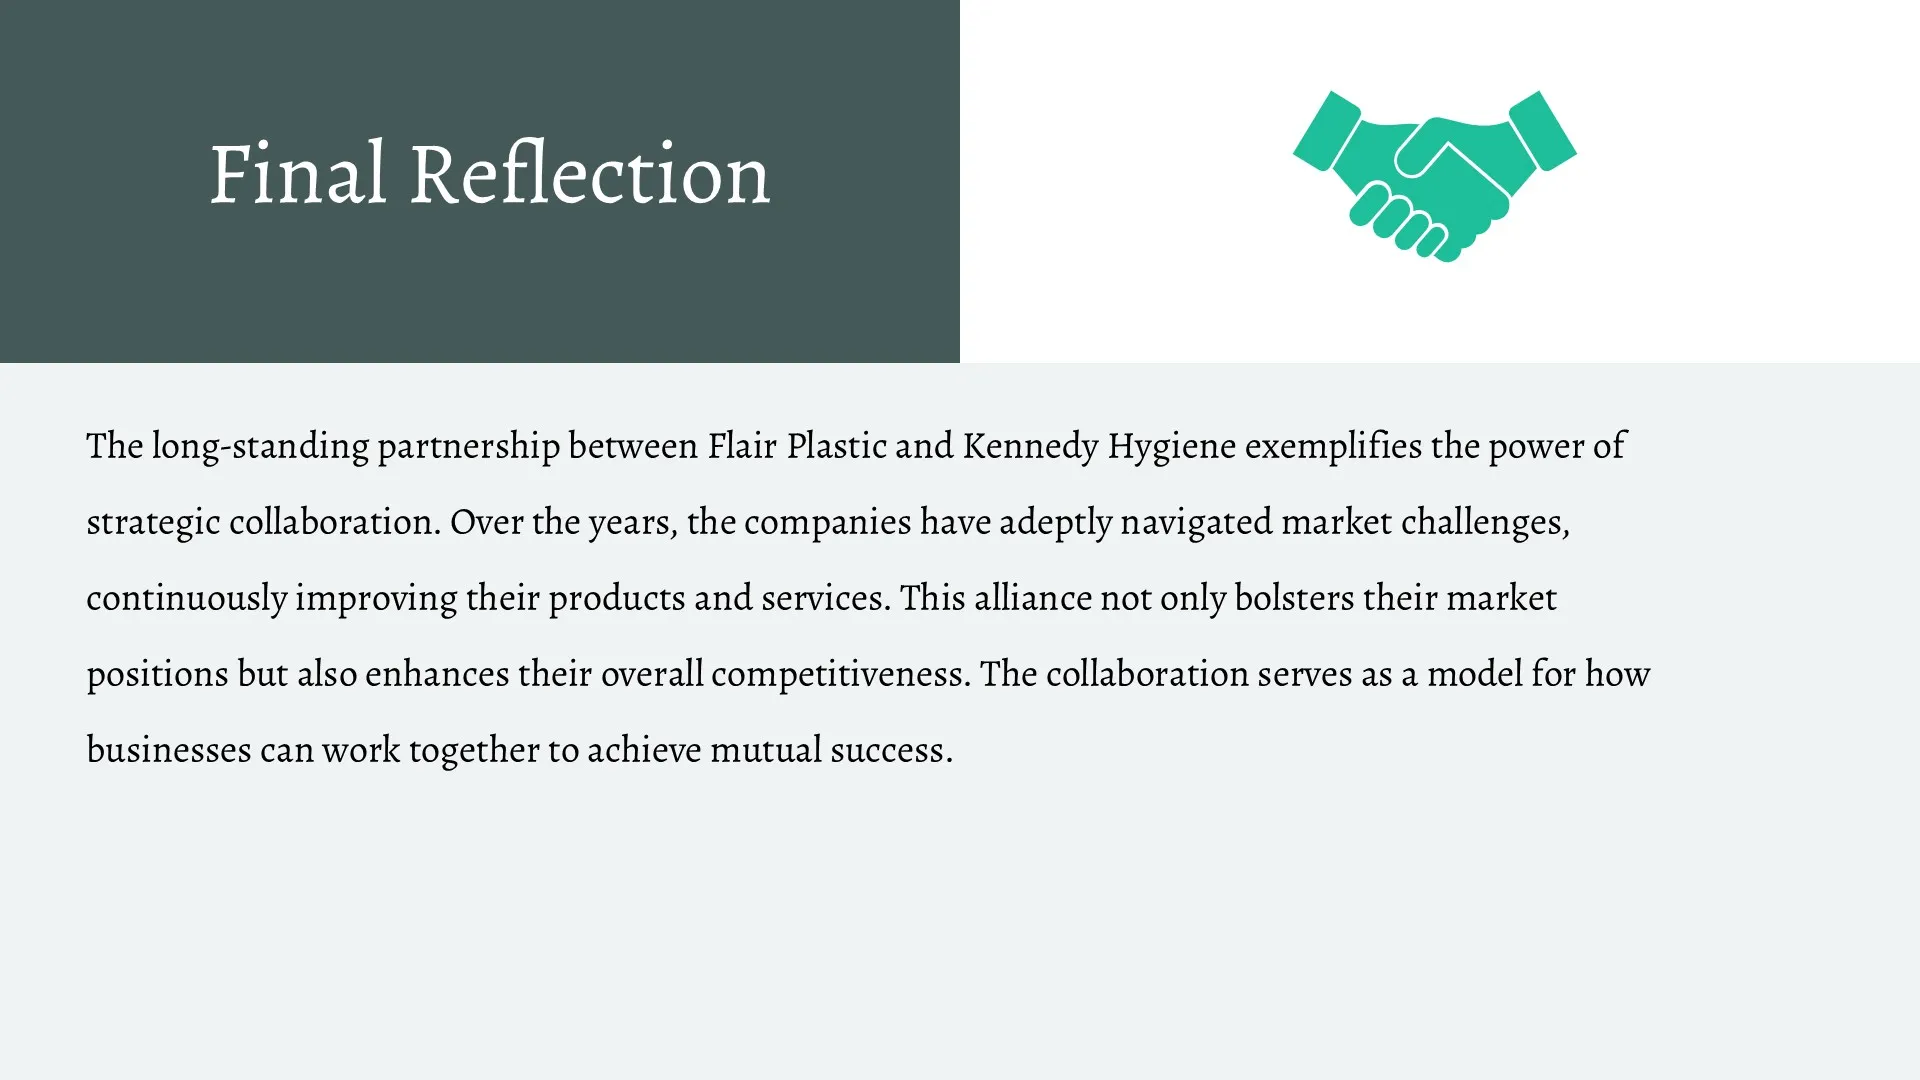 Final Reflection
The long-standing partnership between Flair Plastic and Kennedy Hygiene exemplifies the power of
strategic collaboration. Over the years, the companies have adeptly navigated market challenges,
continuously improving their products and services. This alliance not only bolsters their market
positions but also enhances their overall competitiveness. The collaboration serves as a model for how
businesses can work together to achieve mutual success.